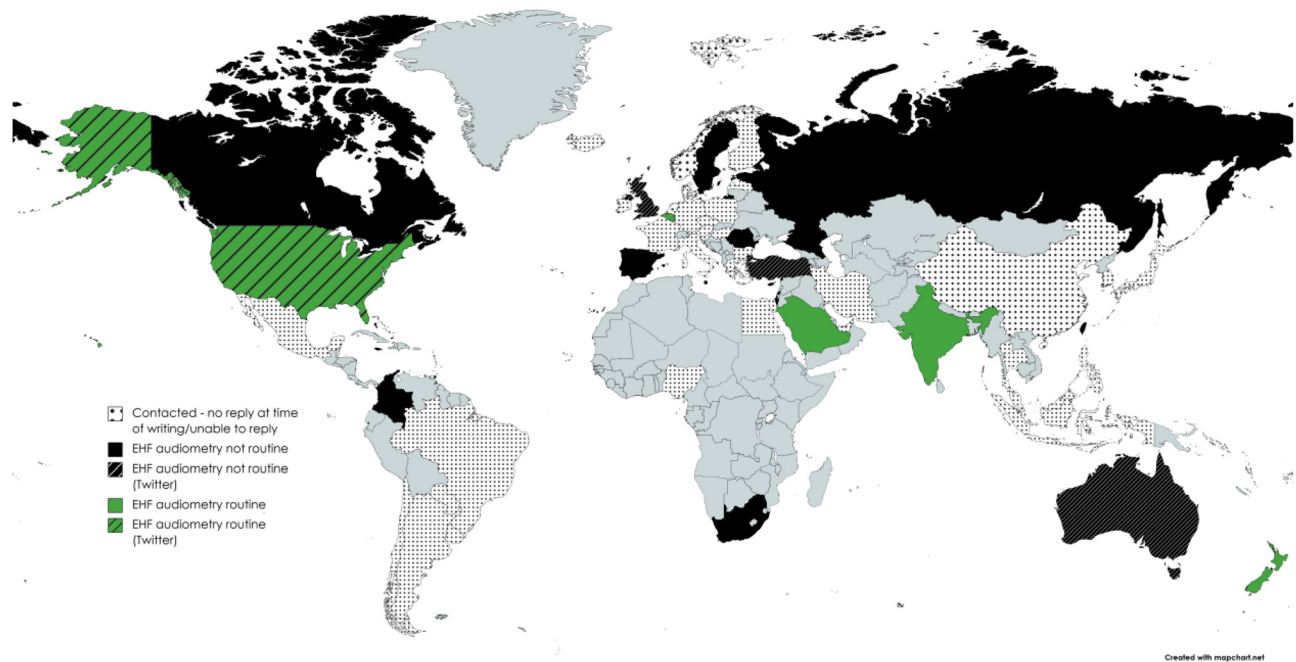 Contacted - no reply at time
of writing/unable to reply
EHF audiometry not routine
EHF audiometry not routine
(Twitter)
EHF audiometry routine
EHF audiometry routine
(Twitter)
Created with mapchart.net